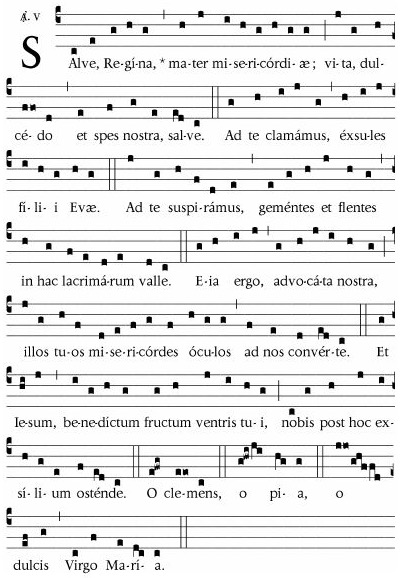 ℣. V
SAlve, Re-gí-na, * ma-ter mi-se-ri-córdi-æ; vi-ta, dul-
cé-do et spes nostra, sal-ve. Ad te clamámus, éxsu-les
fí-li-i Evæ. Ad te suspi-rámus, geméntes et flentes
in hac lacrimá-rum valle. E-ia ergo, advo-cá-ta nostra,
illos tu-os mi-se-ri-córdes ócu-los ad nos convér-te. Et
Ie-sum, be-ne-díctum fructum ventris tu-i, nobis post hoc ex-
sí-li-um osténde. O cle-mens, o pi-a, o
dulcis Virgo Ma-rí-a.